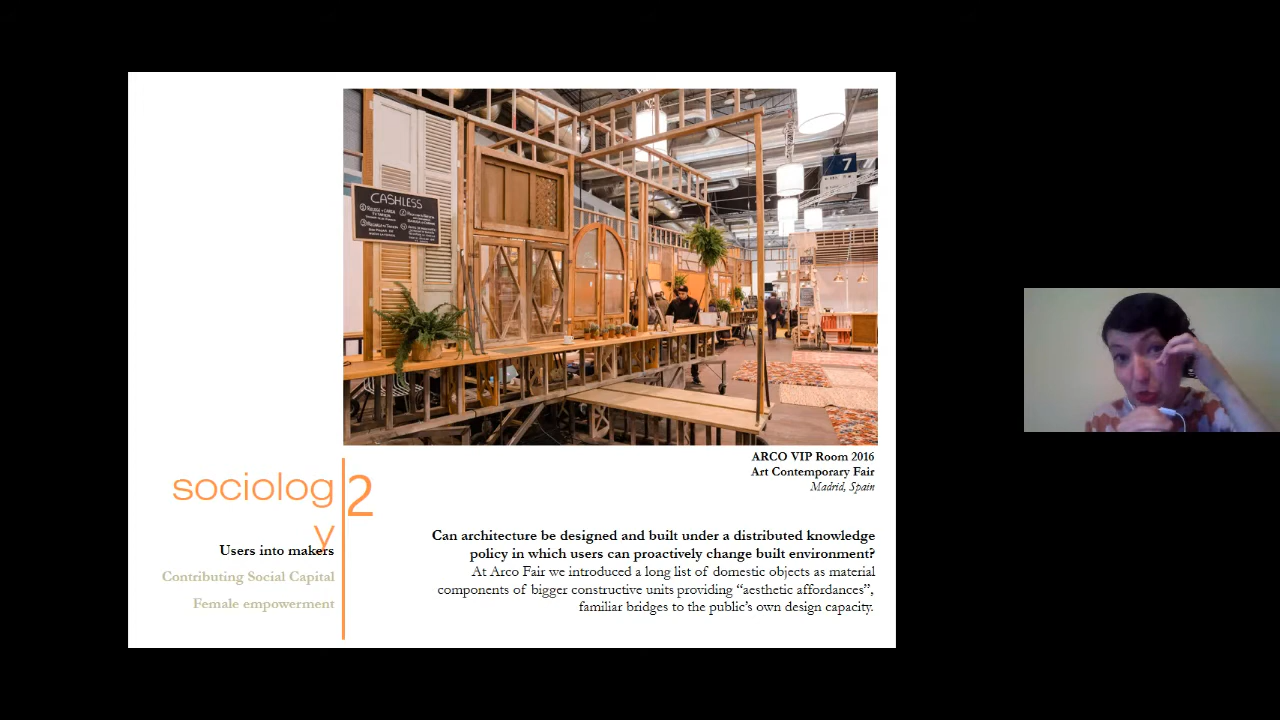 CASHLESS
7
ARCO VIP Room 2016
Art Contemporary Fair
Madrid, Spain
sociolog
y
2
Users into makers
Contributing Social Capital
Female empowerment
Can architecture be designed and built under a distributed knowledge
policy in which users can proactively change built environment?
At Arco Fair we introduced a long list of domestic objects as material
components of bigger constructive units providing “aesthetic affordances”,
familiar bridges to the public’s own design capacity.